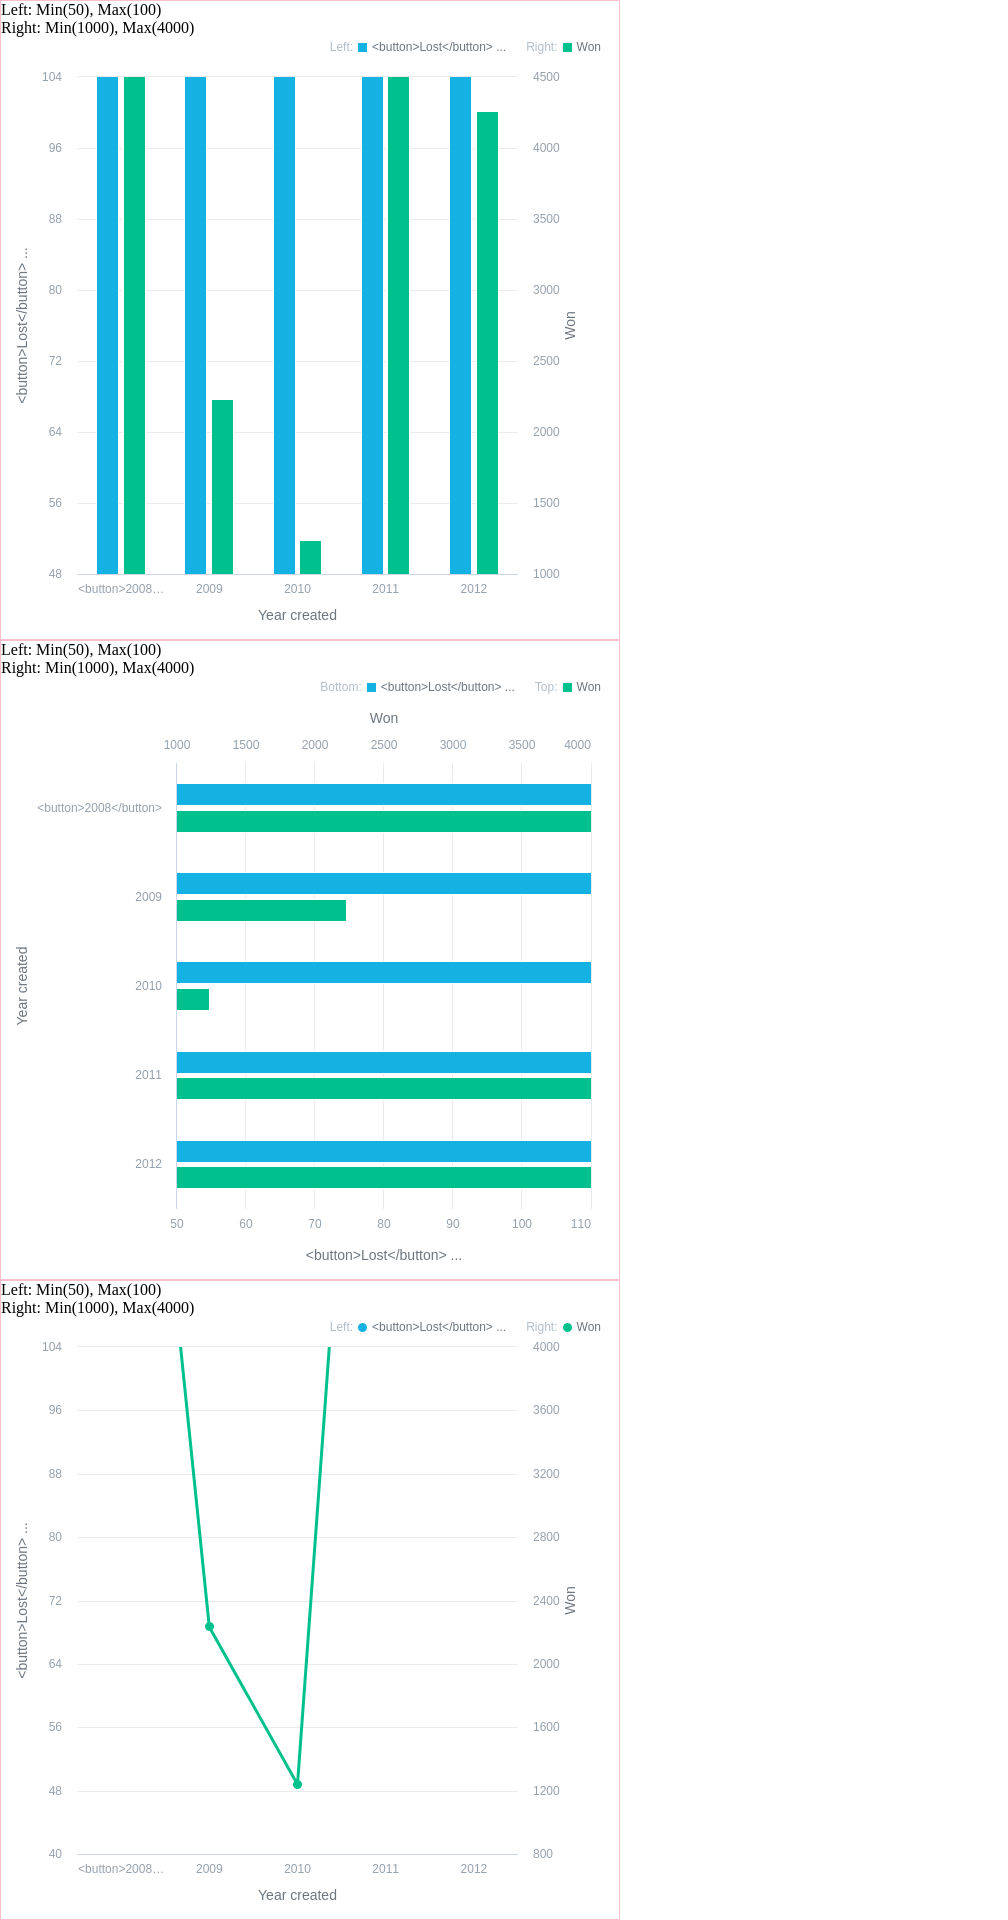 Left: Min(50), Max(100)
Right: Min(1000), Max(4000)
Left: <button>Lost</button> ... Right: Won
104 4500
96 4000
88 3500
80 3000
72 2500
64 2000
56 1500
48 1000
<button>Lost</button> ...
Won
<button>2008… 2009 2010 2011 2012
Year created
Left: Min(50), Max(100)
Right: Min(1000), Max(4000)
Bottom: <button>Lost</button> ... Top: Won
Won
1000 1500 2000 2500 3000 3500 4000
<button>2008</button>
2009
2010
2011
2012
Year created
50 60 70 80 90 100 110
<button>Lost</button> ...
Left: Min(50), Max(100)
Right: Min(1000), Max(4000)
Left: <button>Lost</button> ... Right: Won
104 4000
96 3600
88 3200
80 2800
72 2400
64 2000
56 1600
48 1200
40 800
<button>Lost</button> ...
Won
<button>2008… 2009 2010 2011 2012
Year created